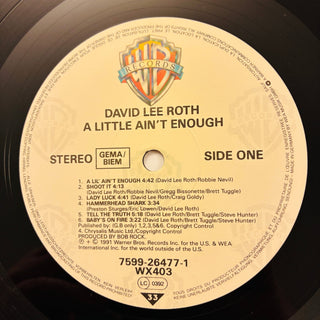 RECORDS
DAVID LEE ROTH
A LITTLE AIN'T ENOUGH
STEREO
GEMA/
BIEM
SIDE ONE
1. A LIL' AIN'T ENOUGH 4:42 (David Lee Roth/Robbie Nevil)
2. SHOOT IT 4:13
(David Lee Roth/Robbie Nevil/Gregg Bissonette/Brett Tuggle)
3. LADY LUCK 4:41 (David Lee Roth/Craig Goldy)
4. HAMMERHEAD SHARK 3:34
(Preston Sturges/Eric Lowen/David Lee Roth)
5. TELL THE TRUTH 5:18 (David Lee Roth/Brett Tuggle/Steve Hunter)
6. BABY'S ON FIRE 3:22 (David Lee Roth/Brett Tuggle/Steve Hunter)
Publishers: (G.B only) 1,2,3,5&6. Copyright Control;
4. Chrysalis Music Ltd./Copyright Control
PRODUCED BY BOB ROCK.
℗ + © 1991 Warner Bros. Records Inc. for the U.S. & WEA
International Inc. for the world outside of the U.S.
7599-26477-1
WX403
LC 0392
33